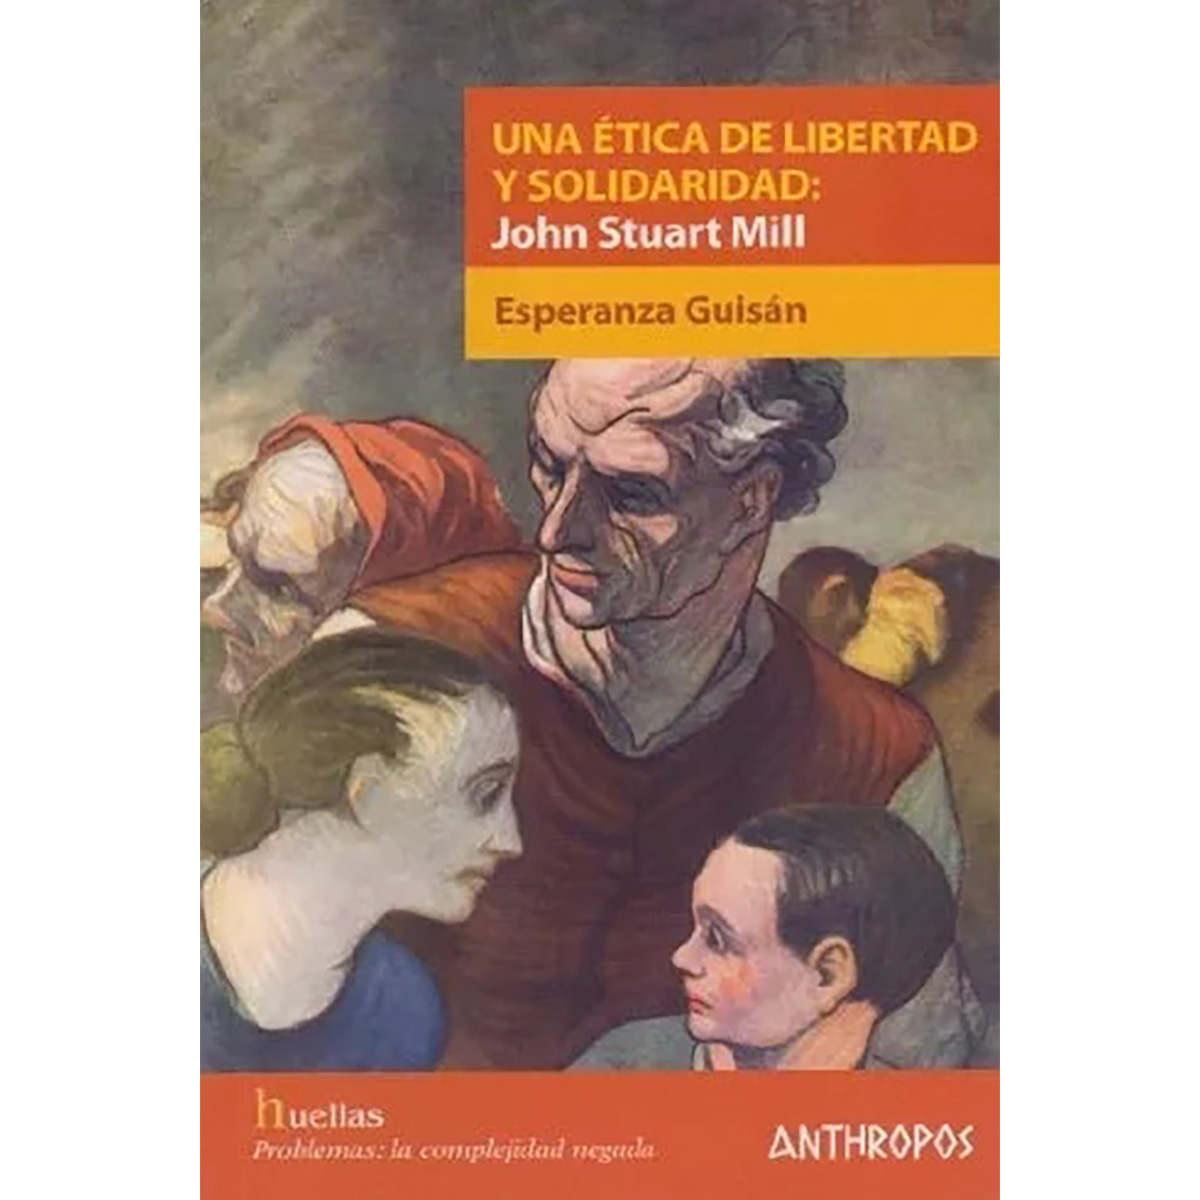 UNA ÉTICA DE LIBERTAD
Y SOLIDARIDAD:
John Stuart Mill
Esperanza Guisán
huellas
Problemas: la complejidad negada
ANTHROPOS